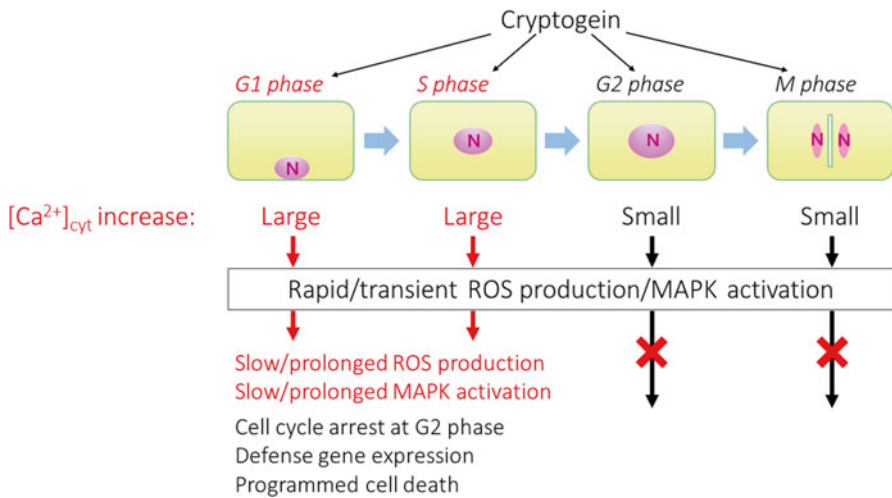 Cryptogein
G1 phase S phase G2 phase M phase
N N N N N
[Ca²⁺]cyt increase: Large Large Small Small
Rapid/transient ROS production/MAPK activation
Slow/prolonged ROS production
Slow/prolonged MAPK activation
Cell cycle arrest at G2 phase
Defense gene expression
Programmed cell death